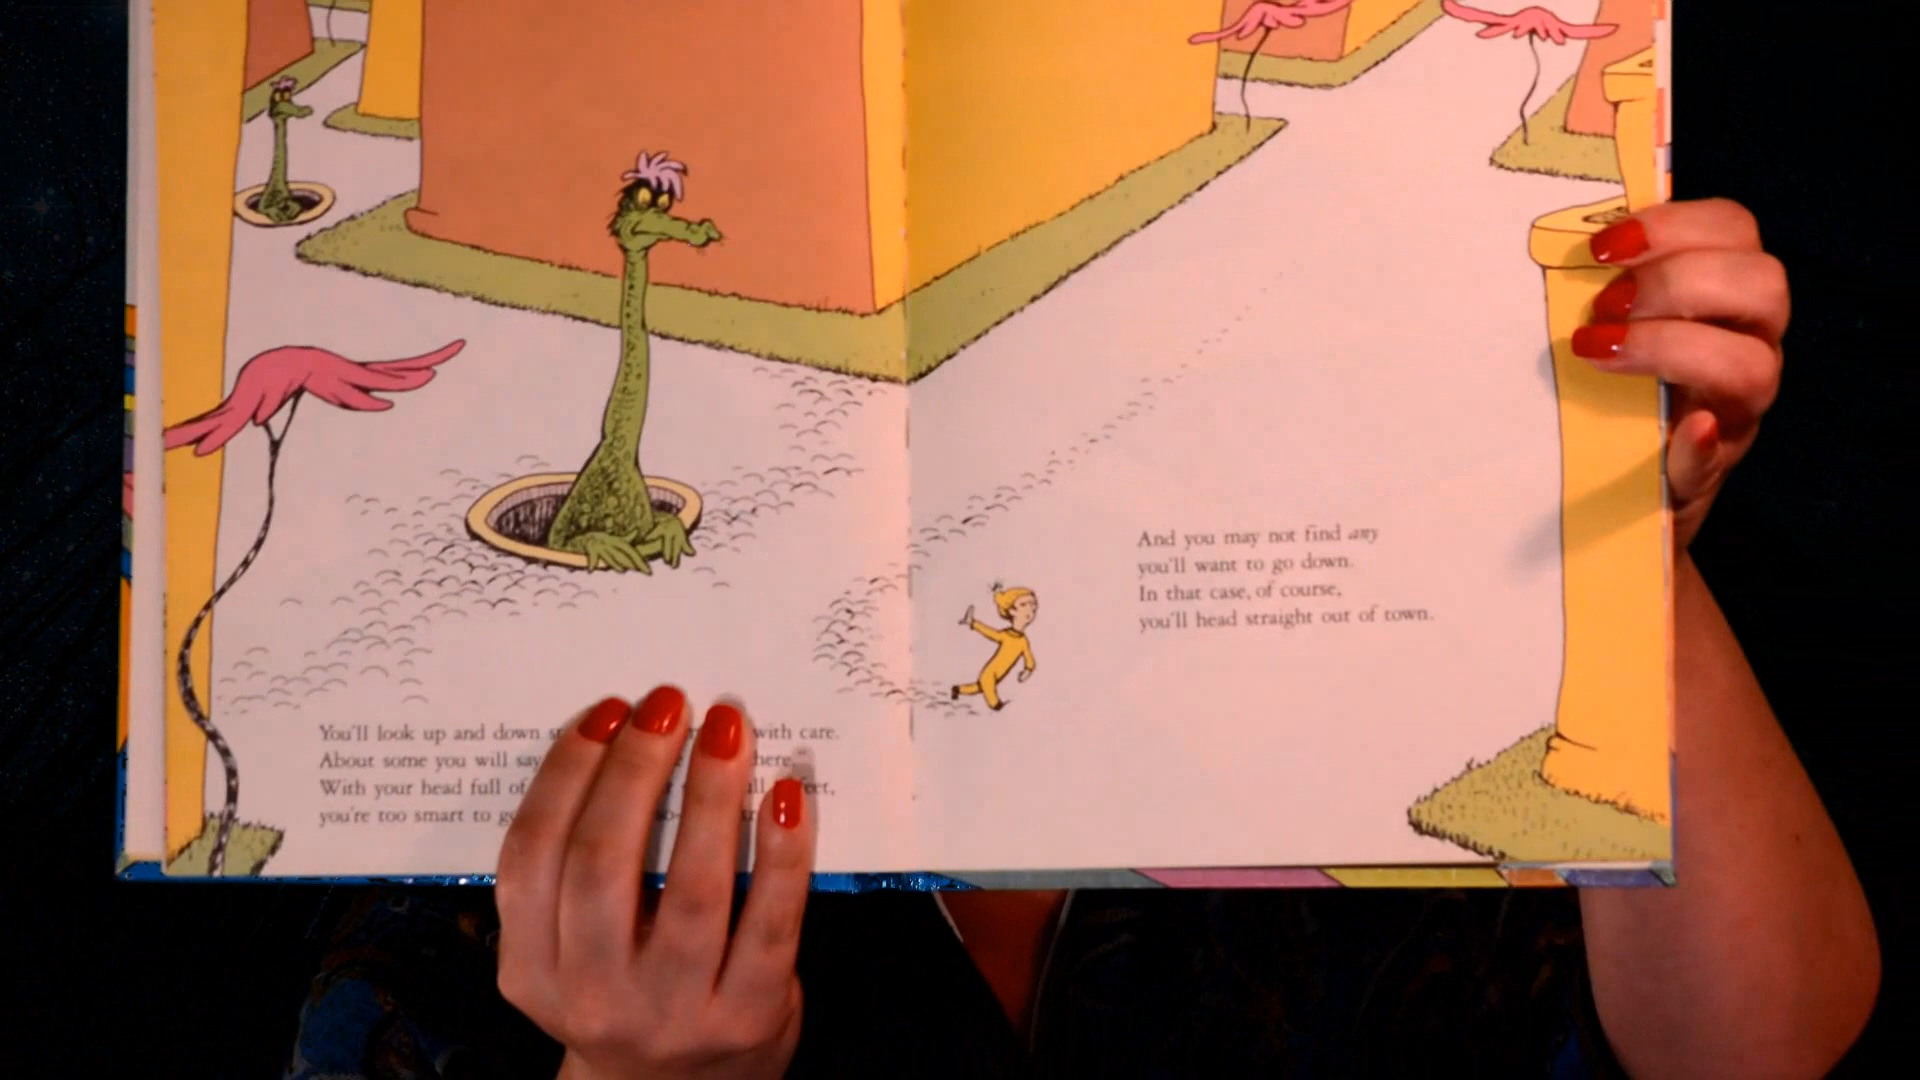 You'll look up and down with care.
About some you will say here."
With your head full of feet,
you're too smart to
And you may not find any
you'll want to go down.
In that case, of course,
you'll head straight out of town.